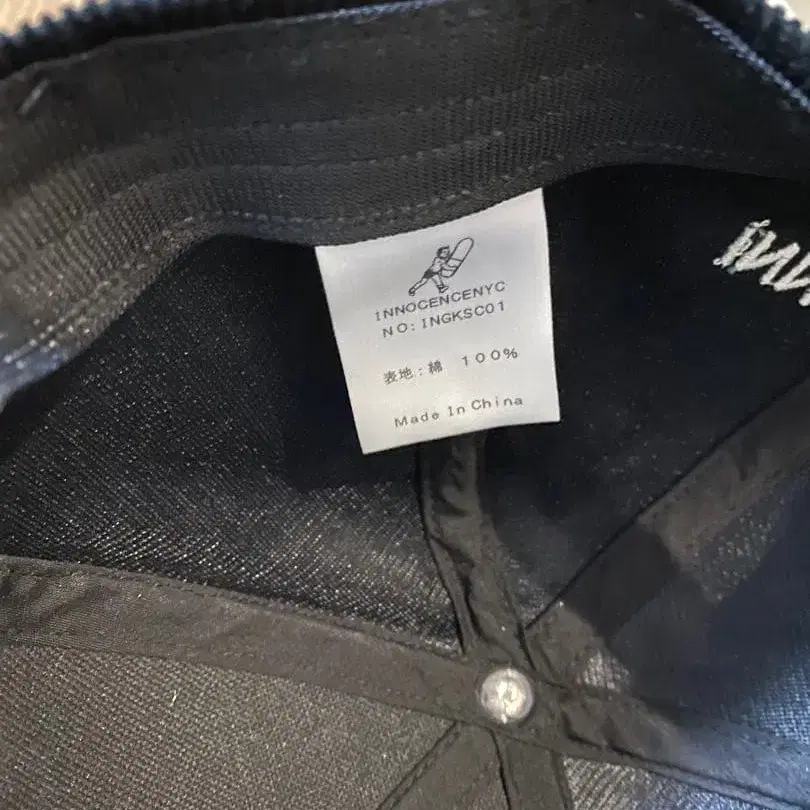 INNOCENCENYC
NO: INGKSC01
表地：綿 100%
Made In China